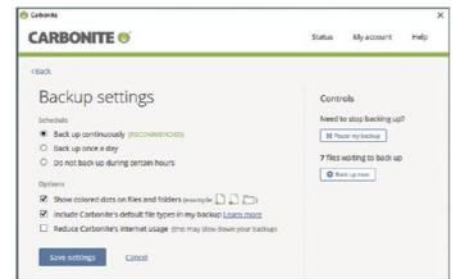 Carbonite
CARBONITE
Status My account Help
‹ Back
Backup settings
Schedule
Back up continuously (RECOMMENDED)
Back up once a day
Do not back up during certain hours
Options
Show colored dots on files and folders (example
Include Carbonite's default file types in my backup Learn more
Reduce Carbonite's internet usage (this may slow down your backup)
Save settings Cancel
Controls
Need to stop backing up?
Pause my backup
7 files waiting to back up
Back up now